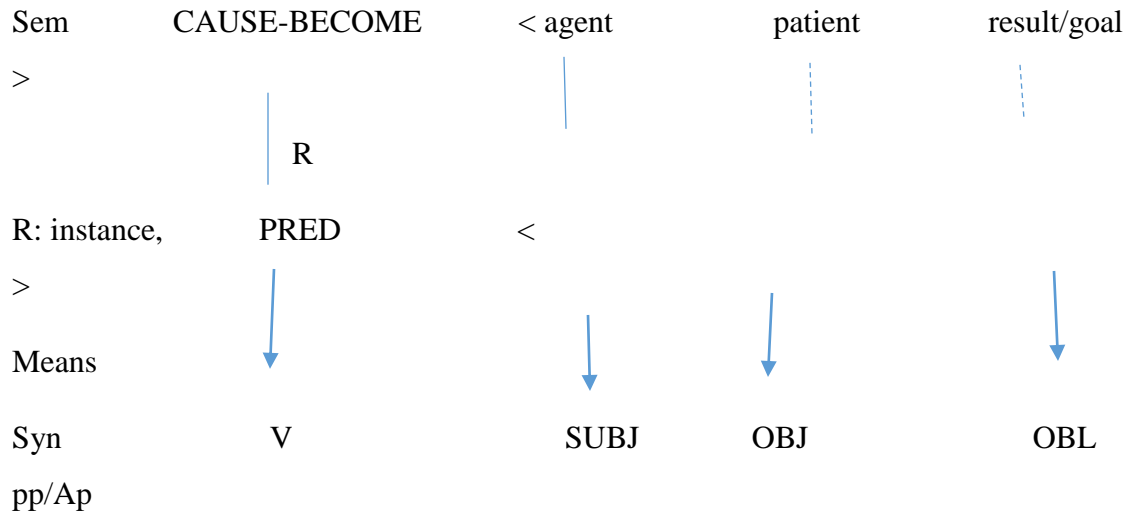 Sem CAUSE-BECOME < agent patient result/goal
>
R
R: instance, PRED <
>
Means
Syn V SUBJ OBJ OBL
pp/Ap